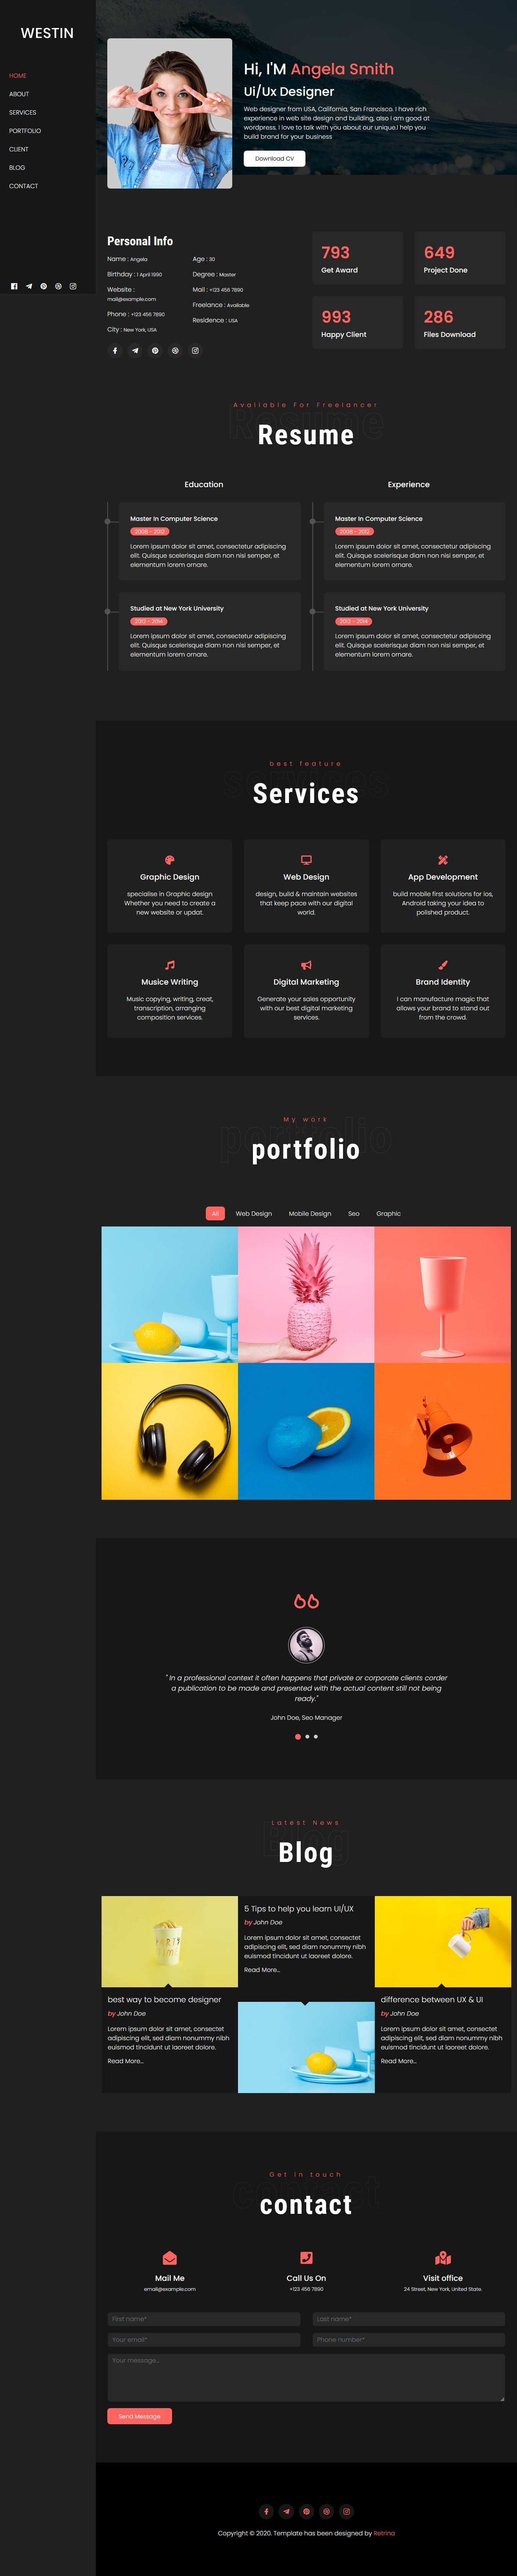 WESTIN
HOME
ABOUT
SERVICES
PORTFOLIO
CLIENT
BLOG
CONTACT
Hi, I'M Angela Smith
Ui/Ux Designer
Web designer from USA, California, San Francisco. I have rich
experience in web site design and building,also I am good at
wordpress. I love to talk with you about our unique.I help you
build brand for your business
Download CV
Personal Info
Name : Angela
Birthday : 1 April 1990
Website :
mail@example.com
Phone : +123 456 7890
City : New York, USA
Age : 30
Degree : Master
Mail : +123 456 7890
Freelance : Available
Residence : USA
793
Get Award
649
Project Done
993
Happy Client
286
Files Download
Avaliable For Freelancer
Resume
Resume
Education
Master In Computer Science
2008 - 2012
Lorem ipsum dolor sit amet, consectetur adipiscing
elit. Quisque scelerisque diam non nisi semper, et
elementum lorem ornare.
Studied at New York University
2012 - 2014
Lorem ipsum dolor sit amet, consectetur adipiscing
elit. Quisque scelerisque diam non nisi semper, et
elementum lorem ornare.
Experience
Master In Computer Science
2008 - 2012
Lorem ipsum dolor sit amet, consectetur adipiscing
elit. Quisque scelerisque diam non nisi semper, et
elementum lorem ornare.
Studied at New York University
2012 - 2014
Lorem ipsum dolor sit amet, consectetur adipiscing
elit. Quisque scelerisque diam non nisi semper, et
elementum lorem ornare.
best feature
Services
Services
Graphic Design
specialise in Graphic design
Whether you need to create a
new website or updat.
Web Design
design, build & maintain websites
that keep pace with our digital
world.
App Development
build mobile first solutions for ios,
Android taking your idea to
polished product.
Musice Writing
Music copying, writing, creat,
transcription, arranging
composition services.
Digital Marketing
Generate your sales opportunity
with our best digital marketing
services.
Brand Identity
I can manufacture magic that
allows your brand to stand out
from the crowd.
My work
portfolio
portfolio
All
Web Design
Mobile Design
Seo
Graphic
" In a professional context it often happens that private or corporate clients corder
a publication to be made and presented with the actual content still not being
ready."
John Doe, Seo Manager
Latest News
Blog
Blog
PARTY
TIME
best way to become designer
by John Doe
Lorem ipsum dolor sit amet, consectet
adipiscing elit, sed diam nonummy nibh
euismod tincidunt ut laoreet dolore.
Read More...
5 Tips to help you learn UI/UX
by John Doe
Lorem ipsum dolor sit amet, consectet
adipiscing elit, sed diam nonummy nibh
euismod tincidunt ut laoreet dolore.
Read More...
difference between UX & UI
by John Doe
Lorem ipsum dolor sit amet, consectet
adipiscing elit, sed diam nonummy nibh
euismod tincidunt ut laoreet dolore.
Read More...
Get in touch
contact
contact
Mail Me
email@example.com
Call Us On
+123 456 7890
Visit office
24 Street, New York, United State.
First name*
Last name*
Your email*
Phone number*
Your message...
Send Message
Copyright © 2020. Template has been designed by Retrina